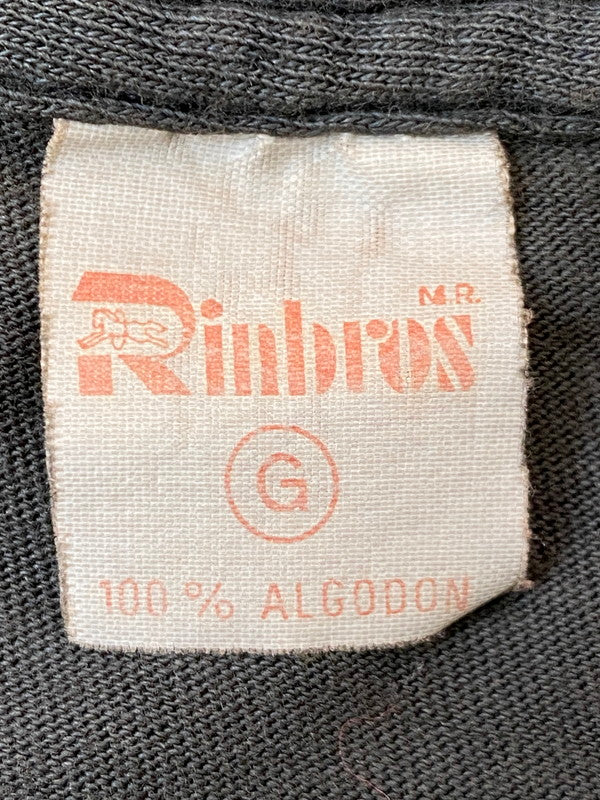 M.R.
Rinbros
G
100 % ALGODON